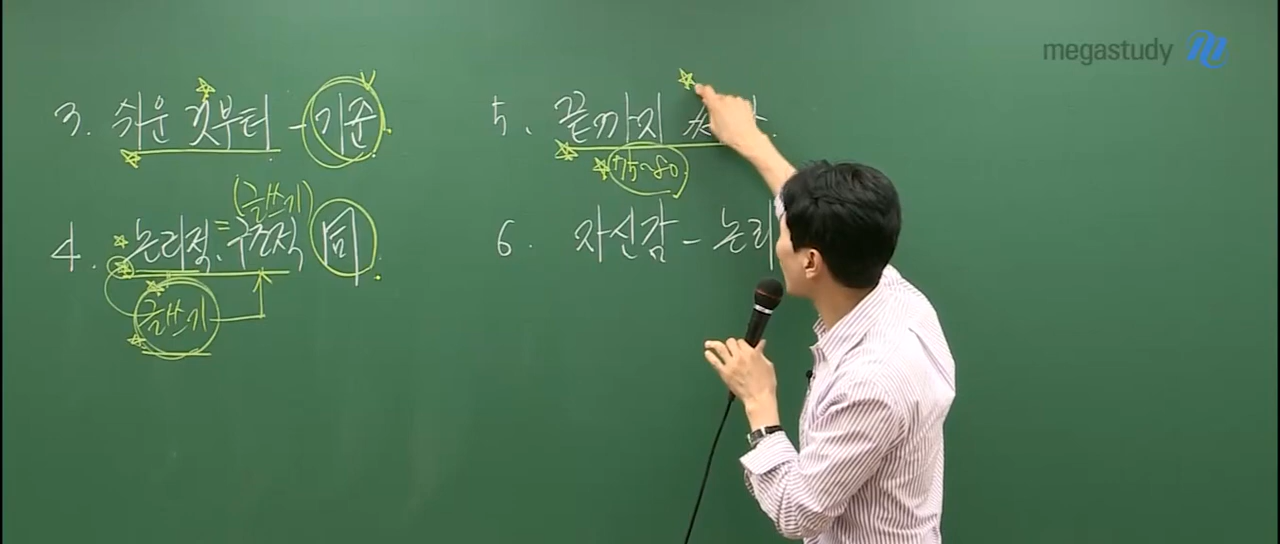 megastudy
3. 쉬운 것부터 - 기준.
(글쓰기)
4. 논리적. = 구조적 同.
글쓰기
5. 끝까지
75~80.
6. 자신감 - 논리